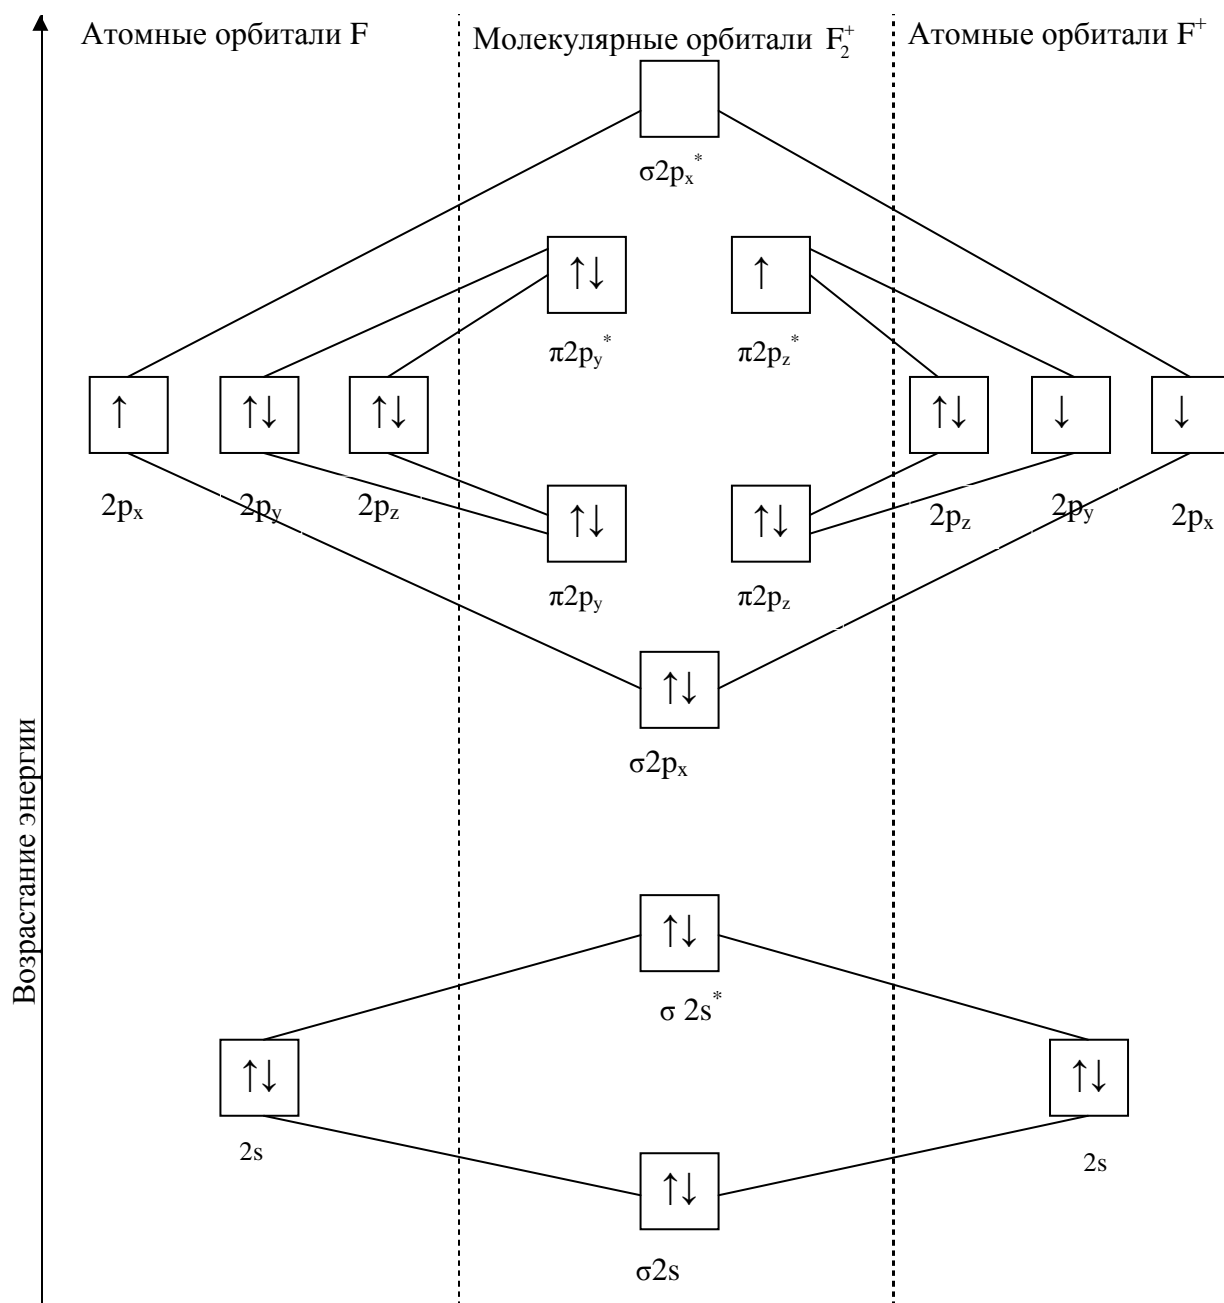 Атомные орбитали F
Молекулярные орбитали F₂⁺
Атомные орбитали F⁺
σ2pₓ*
↑↓
↑
π2p_y*
π2p_z*
↑
↑↓
↑↓
↑↓
↓
↓
2pₓ
2p_y
2p_z
↑↓
↑↓
2p_z
2p_y
2pₓ
π2p_y
π2p_z
↑↓
σ2pₓ
Возрастание энергии
↑↓
σ 2s*
↑↓
↑↓
2s
2s
↑↓
σ2s